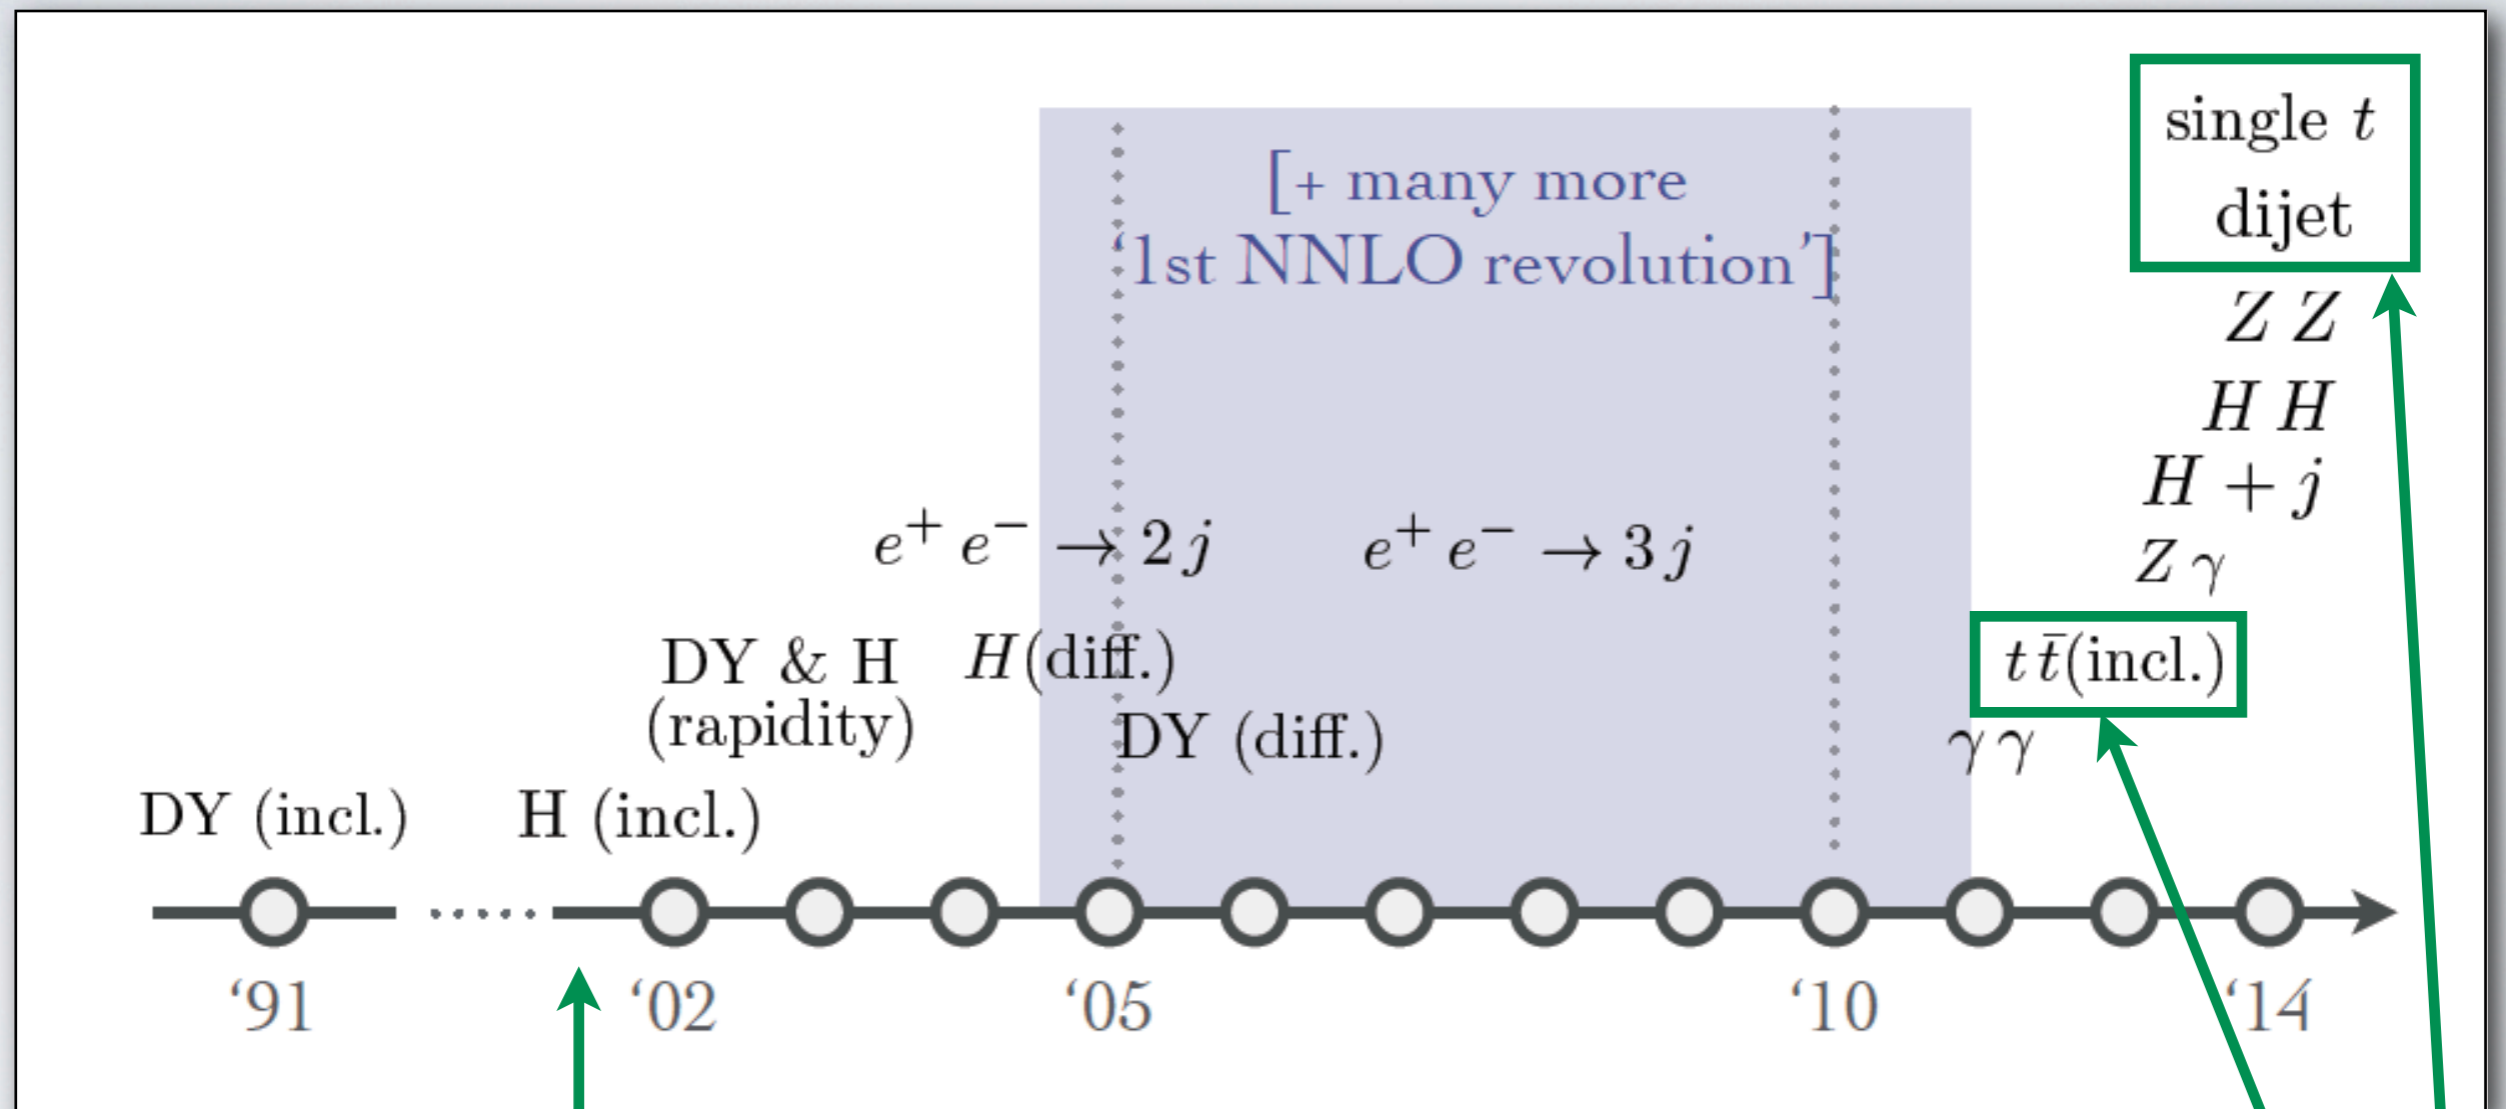 single t
dijet
[+ many more
‘1st NNLO revolution’]
Z Z
H H
H + j
e⁺ e⁻ → 2 j
e⁺ e⁻ → 3 j
Z γ
DY & H
(rapidity)
H(diff.)
t t̄(incl.)
DY (diff.)
γ γ
DY (incl.)
H (incl.)
‘91
‘02
‘05
‘10
‘14